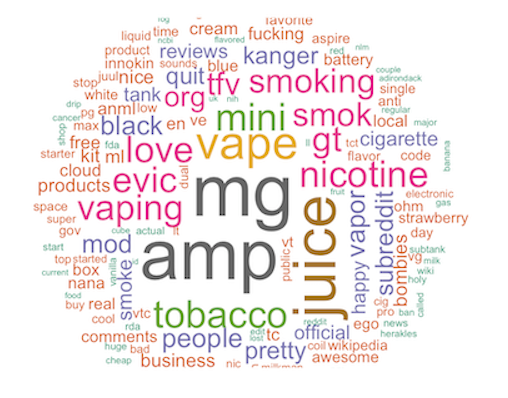 favorite
liquid time cream fucking
ncbi flavored aspire
product reviews kanger red nlm
innokin sounds blue battery
stop juul nice quit tfv smoking couple adirondack
white tank org single
pg anml low mini smok anti
drip max black en ve uk nih local regular major
cancer shop vape gt tct cigarette
free fda love ll flavor code
starter kit ml banana
cloud evic dual mg nicotine
products fruit electronic
space vaping juice vapor subreddit ohm gas
super strawberry
gov cube actual it amp day
start mod vt subtank
top started id public happy bombies vg milk
current box vanilla wiki
nana smoke holy
food cig called
buy real vtc tobacco pro ban
cool rda reddit ego news
comments people edit tc official herakles
huge bad lost coil wikipedia
cheap business nic pretty awesome
milkman